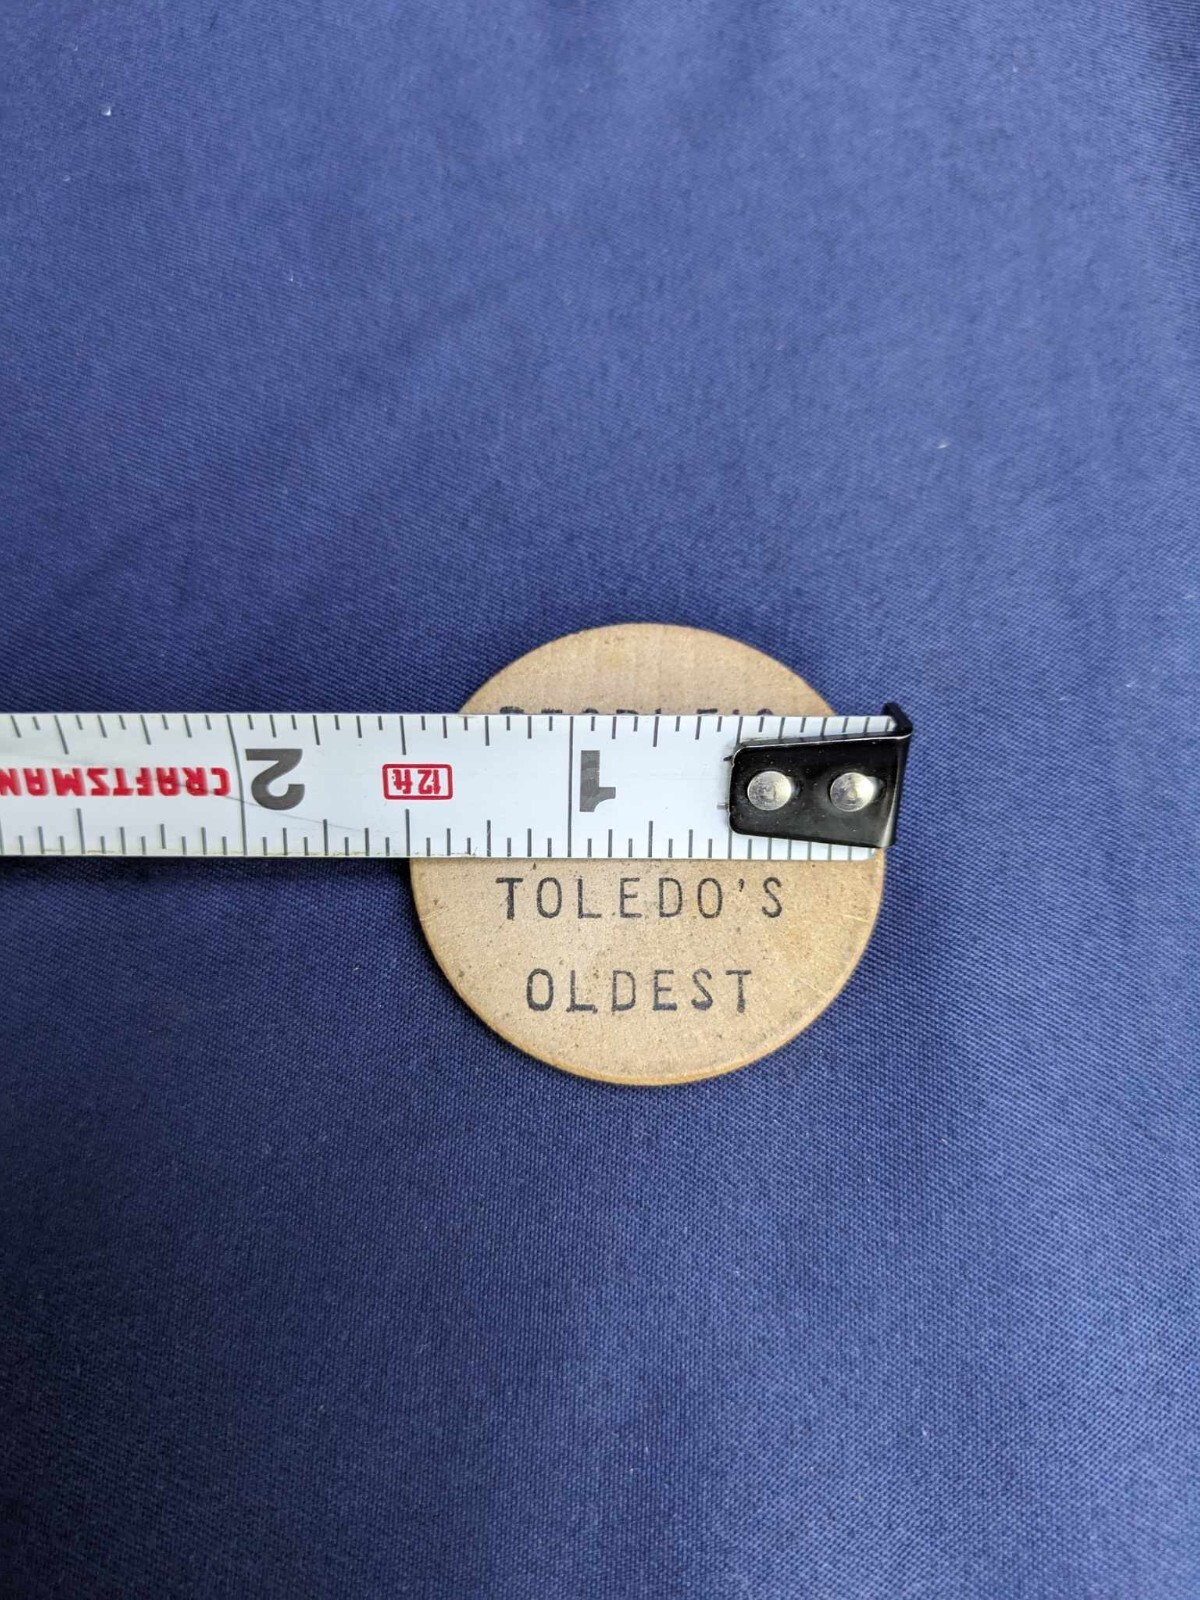 CRAFTSMAN
2
12ft
1
TOLEDO'S
OLDEST